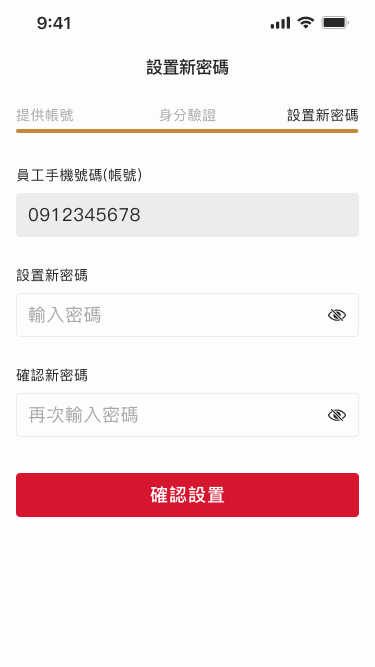 9:41
設置新密碼
提供帳號 身分驗證 設置新密碼
員工手機號碼(帳號)
0912345678
設置新密碼
輸入密碼
確認新密碼
再次輸入密碼
確認設置